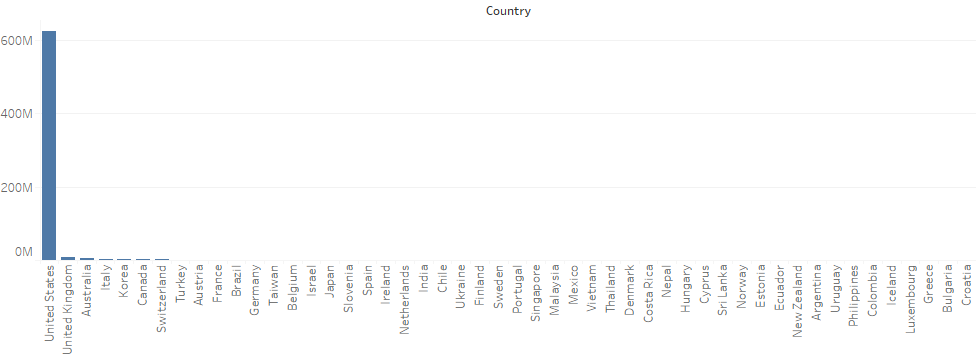 Country
600M
400M
200M
0M
United States
United Kingdom
Australia
Italy
Korea
Canada
Switzerland
Turkey
Austria
France
Brazil
Germany
Taiwan
Belgium
Israel
Japan
Slovenia
Spain
Ireland
Netherlands
India
Chile
Ukraine
Finland
Sweden
Portugal
Singapore
Malaysia
Mexico
Vietnam
Thailand
Denmark
Costa Rica
Nepal
Hungary
Cyprus
Sri Lanka
Norway
Estonia
Ecuador
New Zealand
Argentina
Uruguay
Philippines
Colombia
Iceland
Luxembourg
Greece
Bulgaria
Croatia